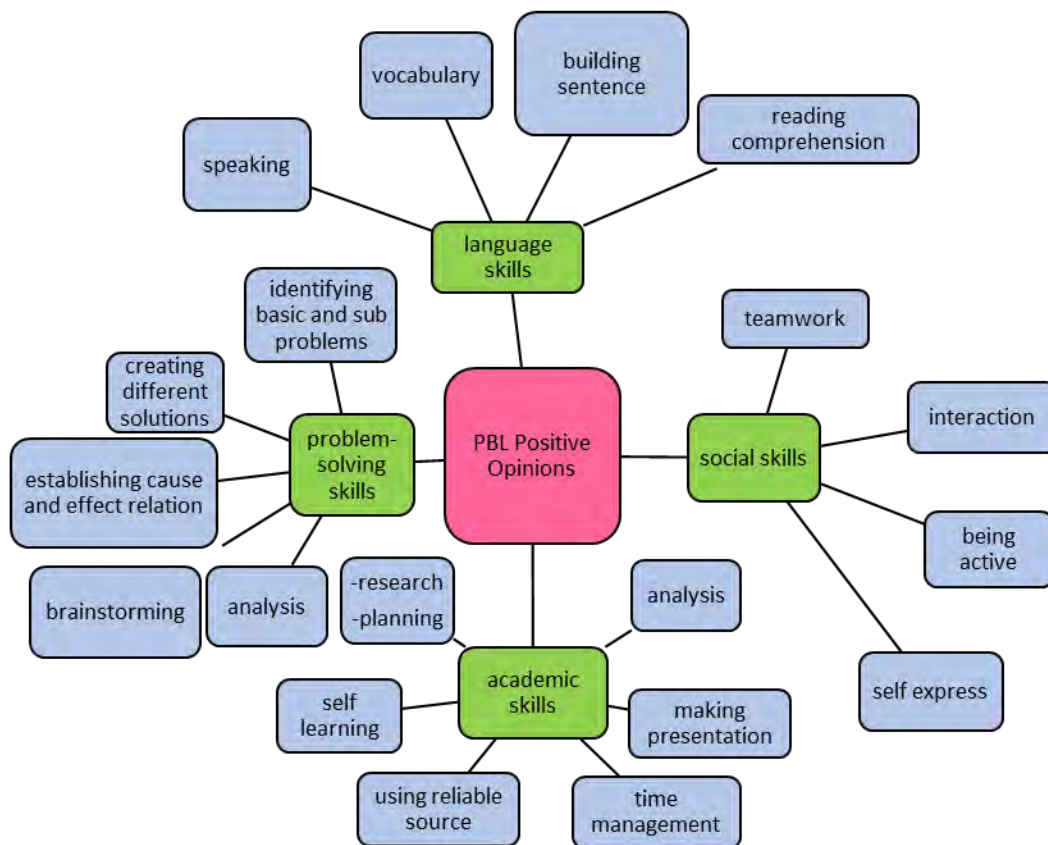 vocabulary
building
sentence
reading
comprehension
speaking
language
skills
identifying
basic and sub
problems
teamwork
creating
different
solutions
interaction
problem-
solving
skills
PBL Positive
Opinions
social skills
establishing cause
and effect relation
being
active
-research
-planning
analysis
brainstorming
analysis
self express
academic
skills
self
learning
making
presentation
using reliable
source
time
management